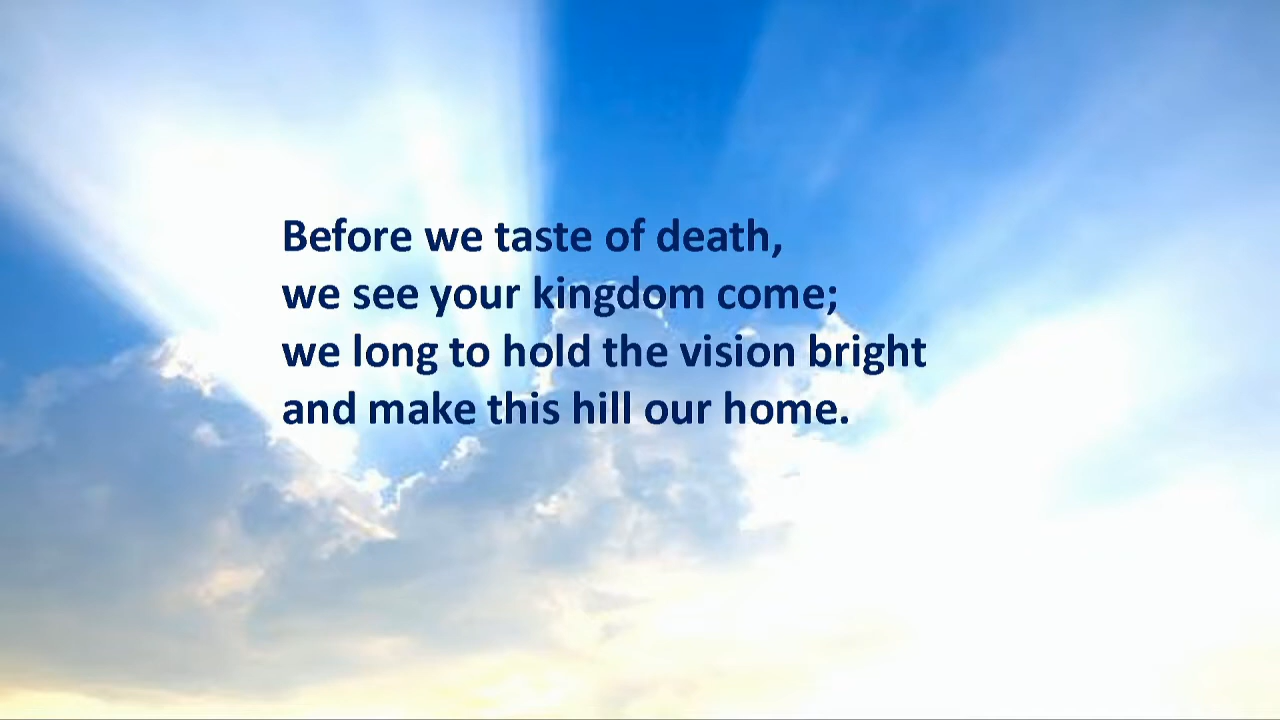 Before we taste of death,
we see your kingdom come;
we long to hold the vision bright
and make this hill our home.